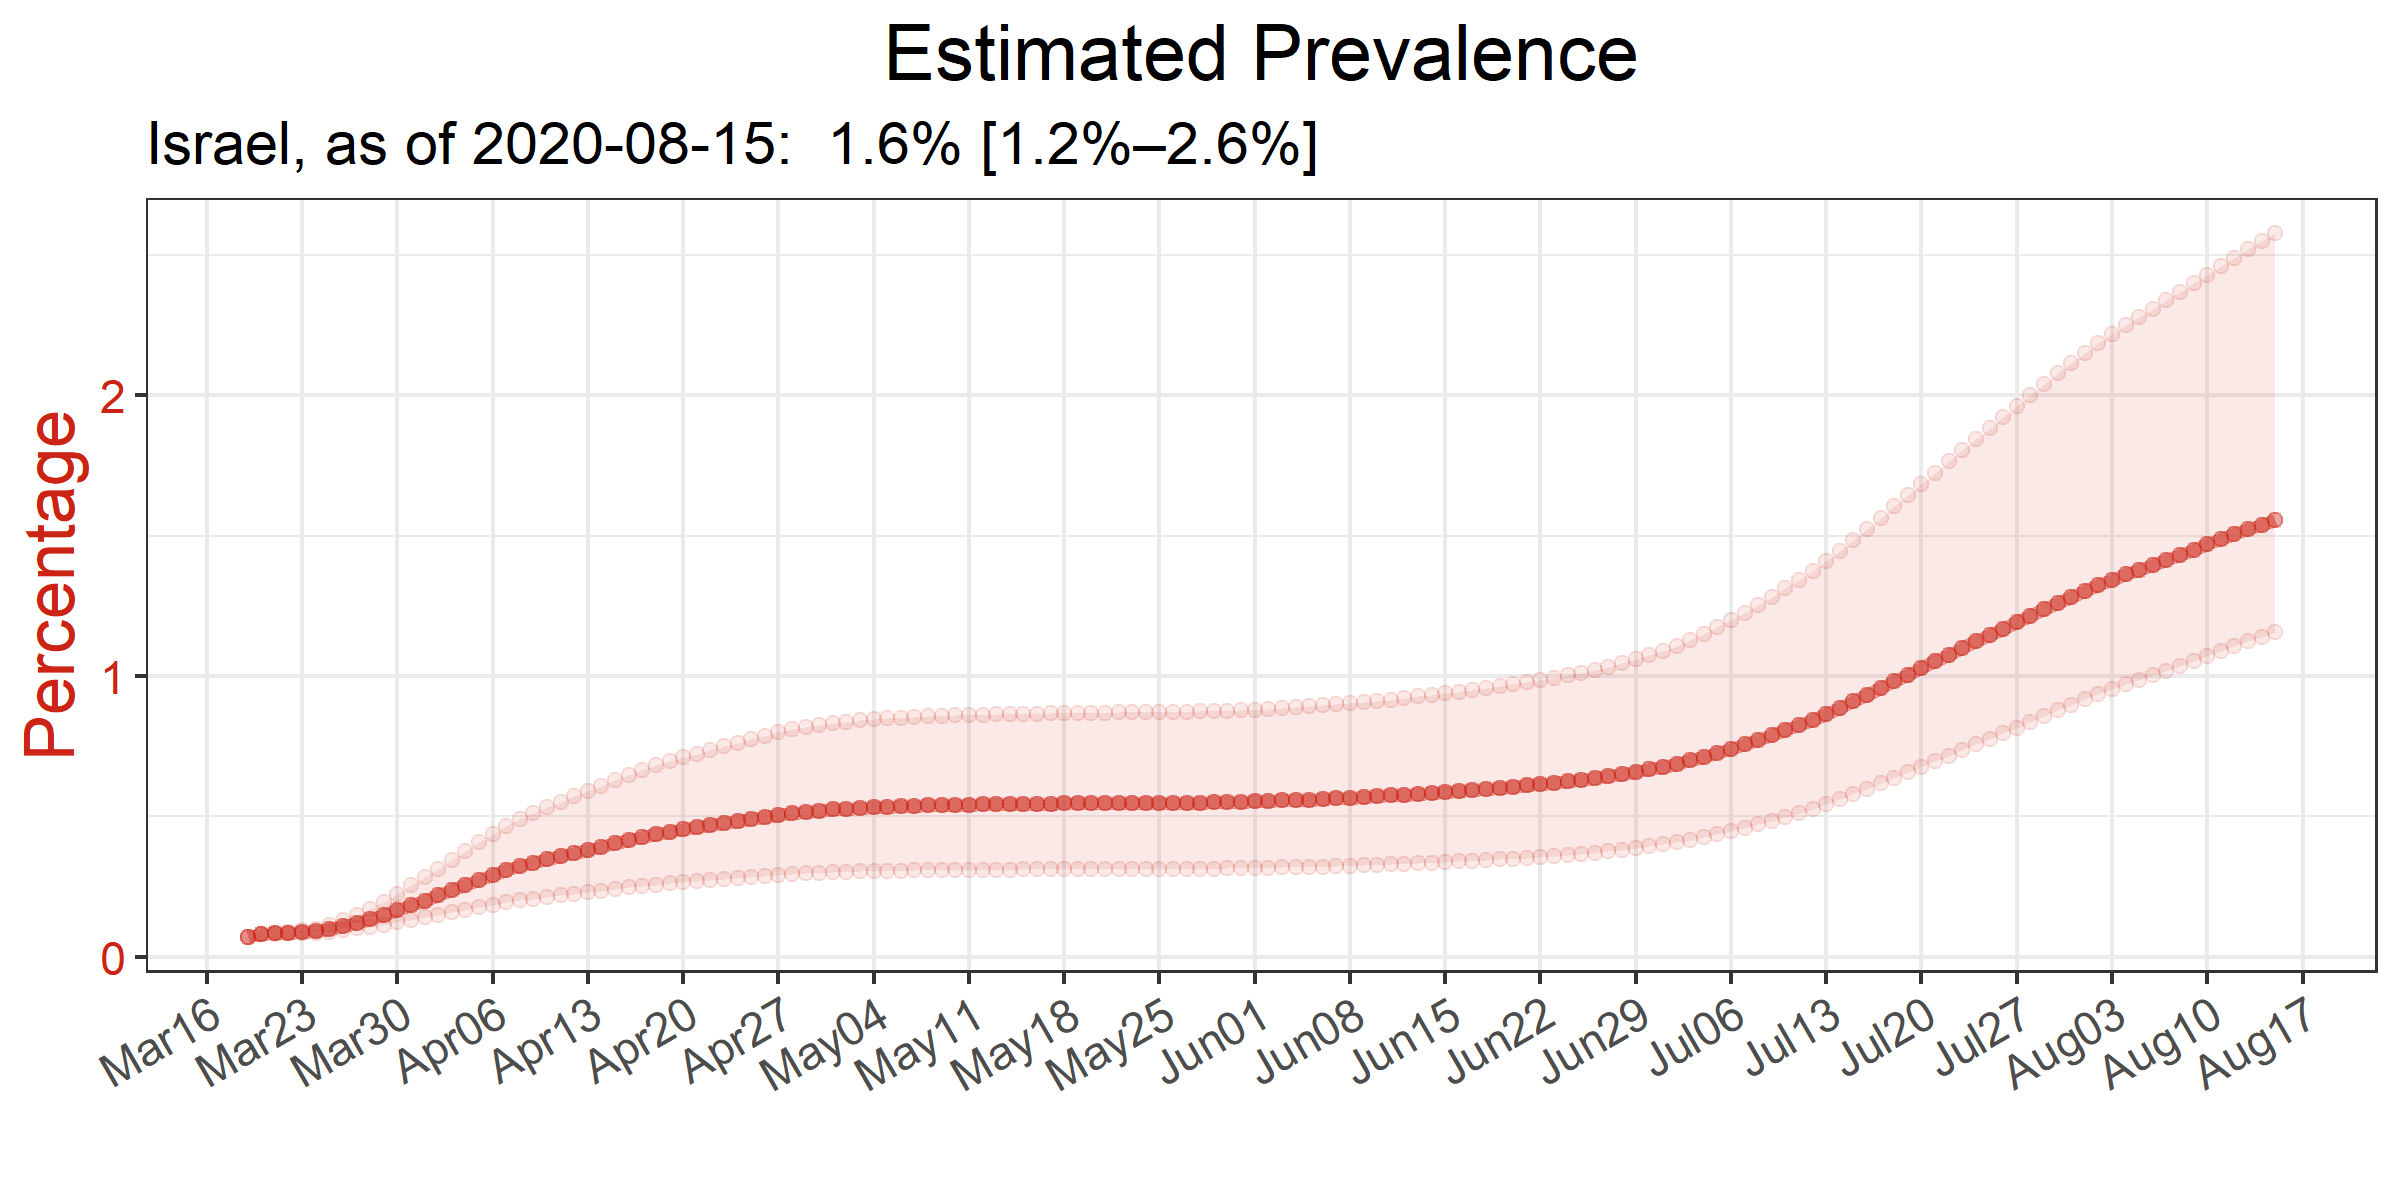 Estimated Prevalence
Israel, as of 2020-08-15:  1.6% [1.2%–2.6%]
Percentage
2
1
0
Mar16
Mar23
Mar30
Apr06
Apr13
Apr20
Apr27
May04
May11
May18
May25
Jun01
Jun08
Jun15
Jun22
Jun29
Jul06
Jul13
Jul20
Jul27
Aug03
Aug10
Aug17